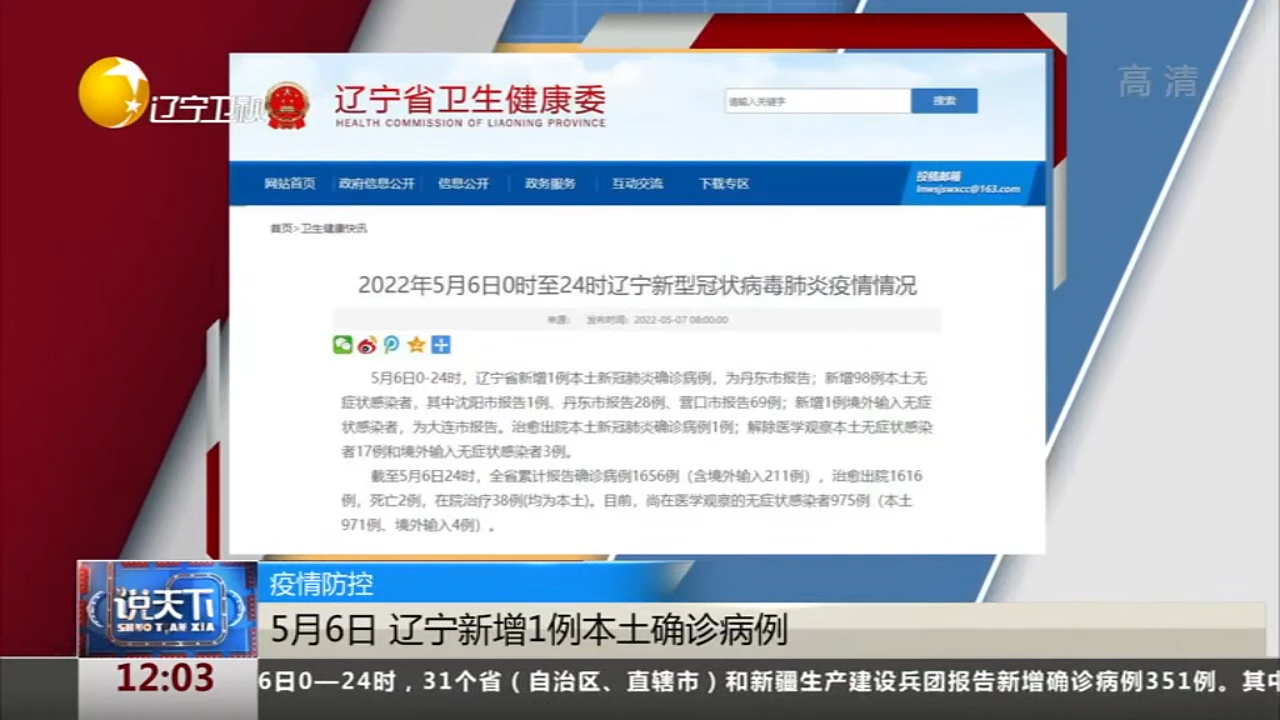 辽宁卫视
高清
辽宁省卫生健康委
HEALTH COMMISSION OF LIAONING PROVINCE
请输入关键字
搜索
网站首页 政府信息公开 信息公开 政务服务 互动交流 下载专区
投稿邮箱
lnwsjswxcc@163.com
首页>卫生健康快讯
2022年5月6日0时至24时辽宁新型冠状病毒肺炎疫情情况
来源： 发布时间：2022-05-07 08:00:00
5月6日0-24时，辽宁省新增1例本土新冠肺炎确诊病例，为丹东市报告；新增98例本土无
症状感染者，其中沈阳市报告1例、丹东市报告28例、营口市报告69例；新增1例境外输入无症
状感染者，为大连市报告。治愈出院本土新冠肺炎确诊病例1例；解除医学观察本土无症状感染
者17例和境外输入无症状感染者3例。
截至5月6日24时，全省累计报告确诊病例1656例（含境外输入211例），治愈出院1616
例，死亡2例，在院治疗38例(均为本土)。目前，尚在医学观察的无症状感染者975例（本土
971例、境外输入4例）。
疫情防控
说天下
SHUO TIAN XIA
5月6日 辽宁新增1例本土确诊病例
12:03
6日0—24时，31个省（自治区、直辖市）和新疆生产建设兵团报告新增确诊病例351例。其中